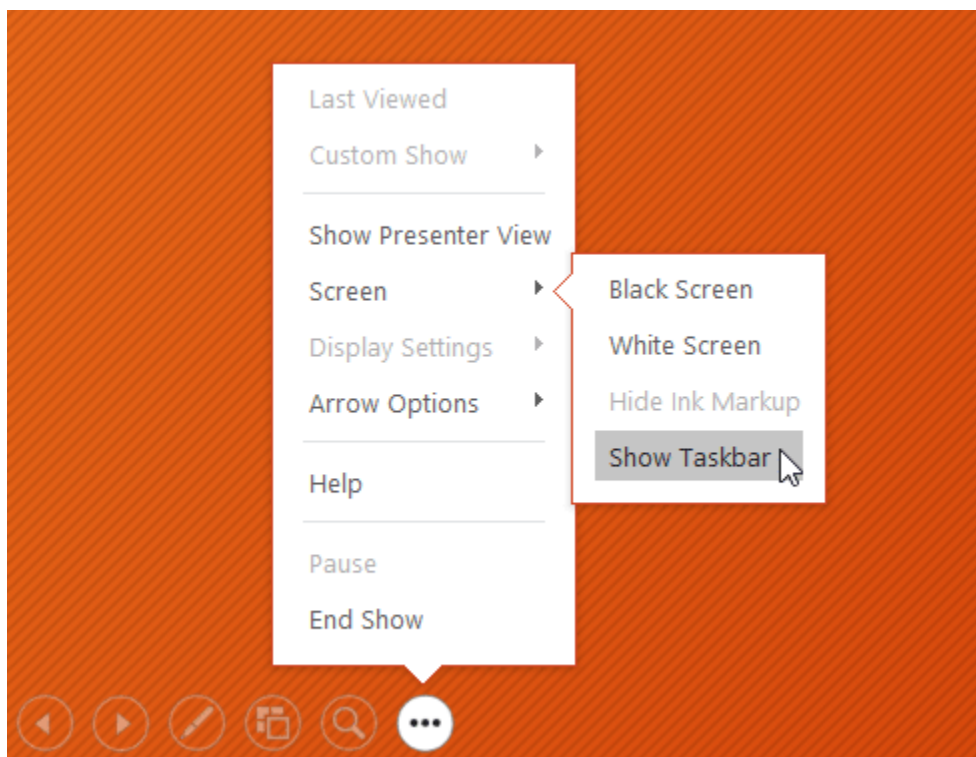 Last Viewed
Custom Show
Show Presenter View
Screen
Display Settings
Arrow Options
Help
Pause
End Show
Black Screen
White Screen
Hide Ink Markup
Show Taskbar